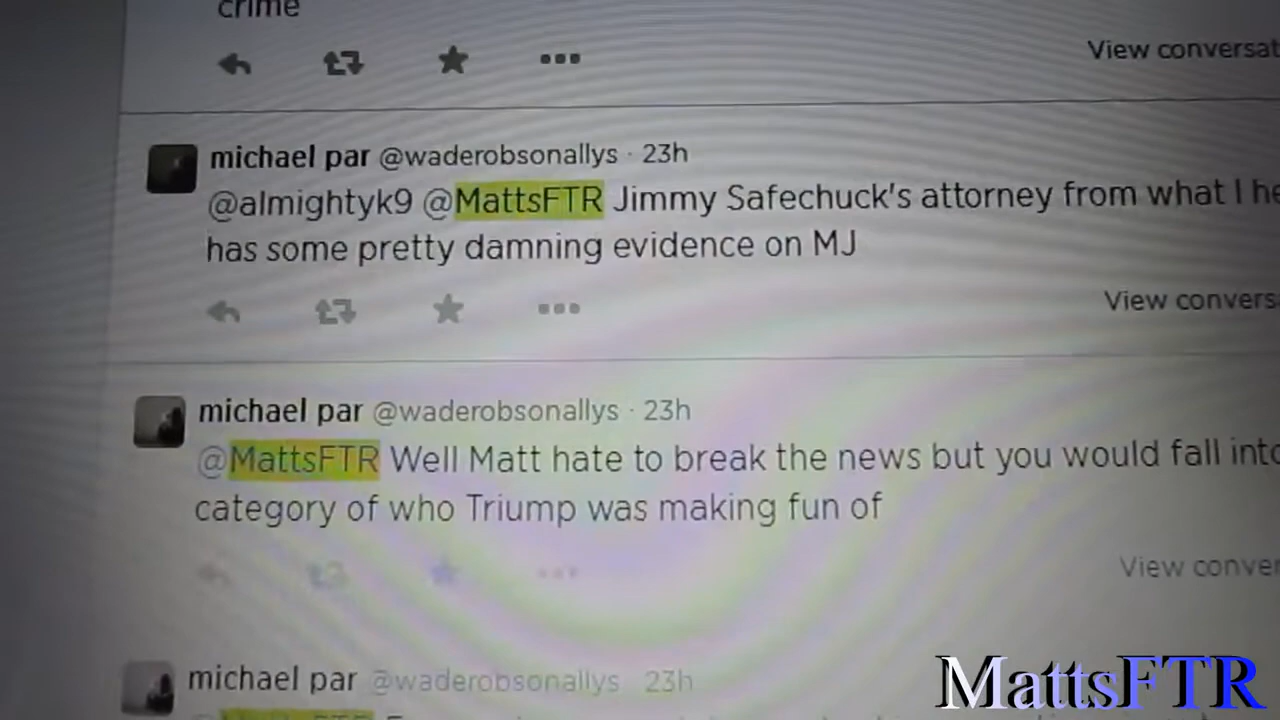 crime
View conversat
michael par @waderobsonallys · 23h
@almightyk9 @MattsFTR Jimmy Safechuck's attorney from what I he
has some pretty damning evidence on MJ
View convers
michael par @waderobsonallys · 23h
@MattsFTR Well Matt hate to break the news but you would fall into
category of who Triump was making fun of
View conver
michael par @waderobsonallys · 23h
MattsFTR